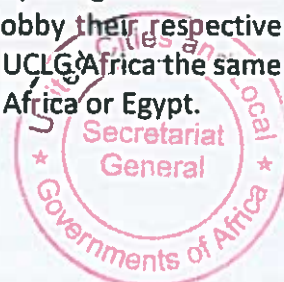 obby their respective
UCLG Africa the same
Africa or Egypt.
United Cities and Local
Secretariat
General
Governments of Africa